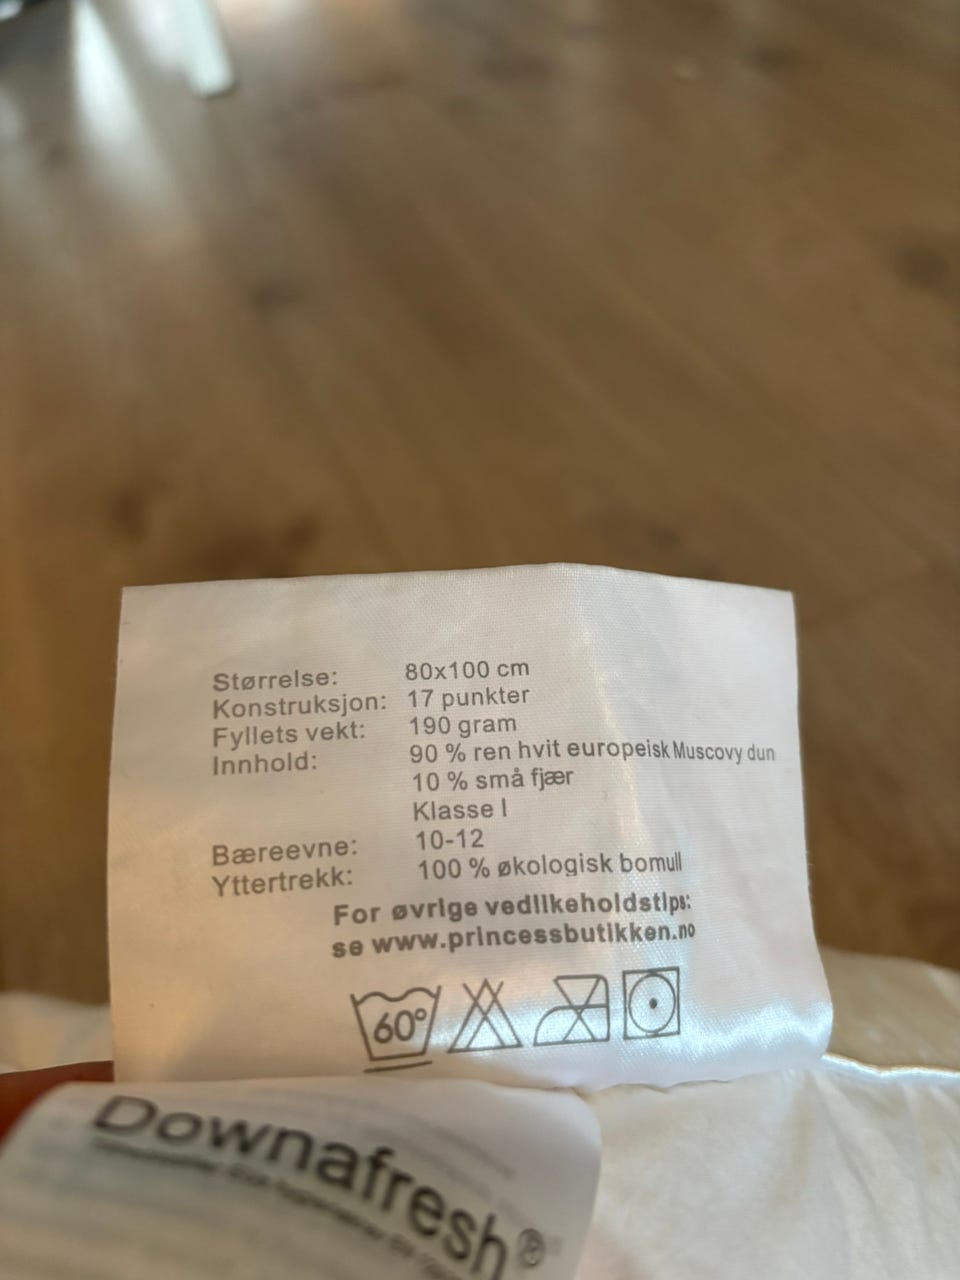 Størrelse: 80x100 cm
Konstruksjon: 17 punkter
Fyllets vekt: 190 gram
Innhold: 90 % ren hvit europeisk Muscovy dun
10 % små fjær
Klasse I
Bæreevne: 10-12
Yttertrekk: 100 % økologisk bomull
For øvrige vedlikeholdstips:
se www.princessbutikken.no
60°
Downafresh®